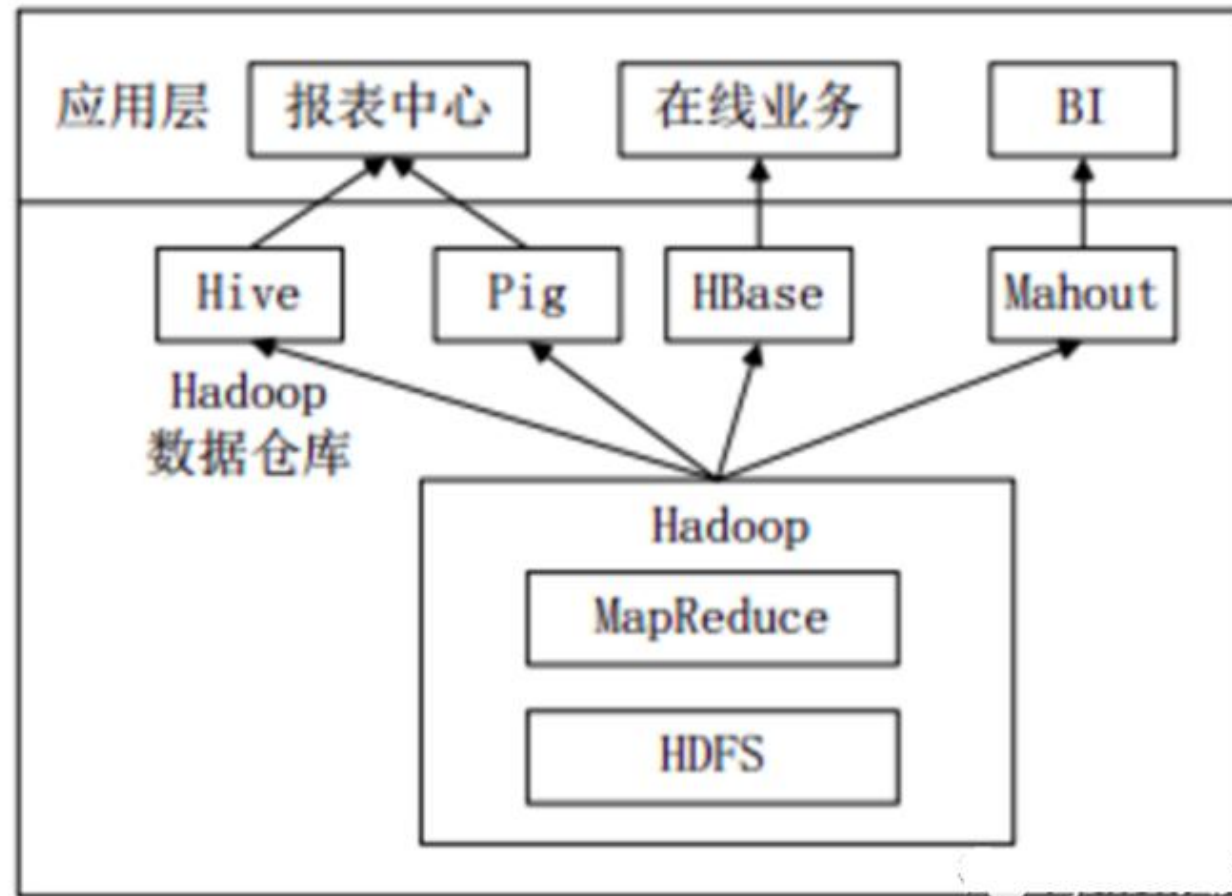 应用层
报表中心
在线业务
BI
Hive
Pig
HBase
Mahout
Hadoop
数据仓库
Hadoop
MapReduce
HDFS